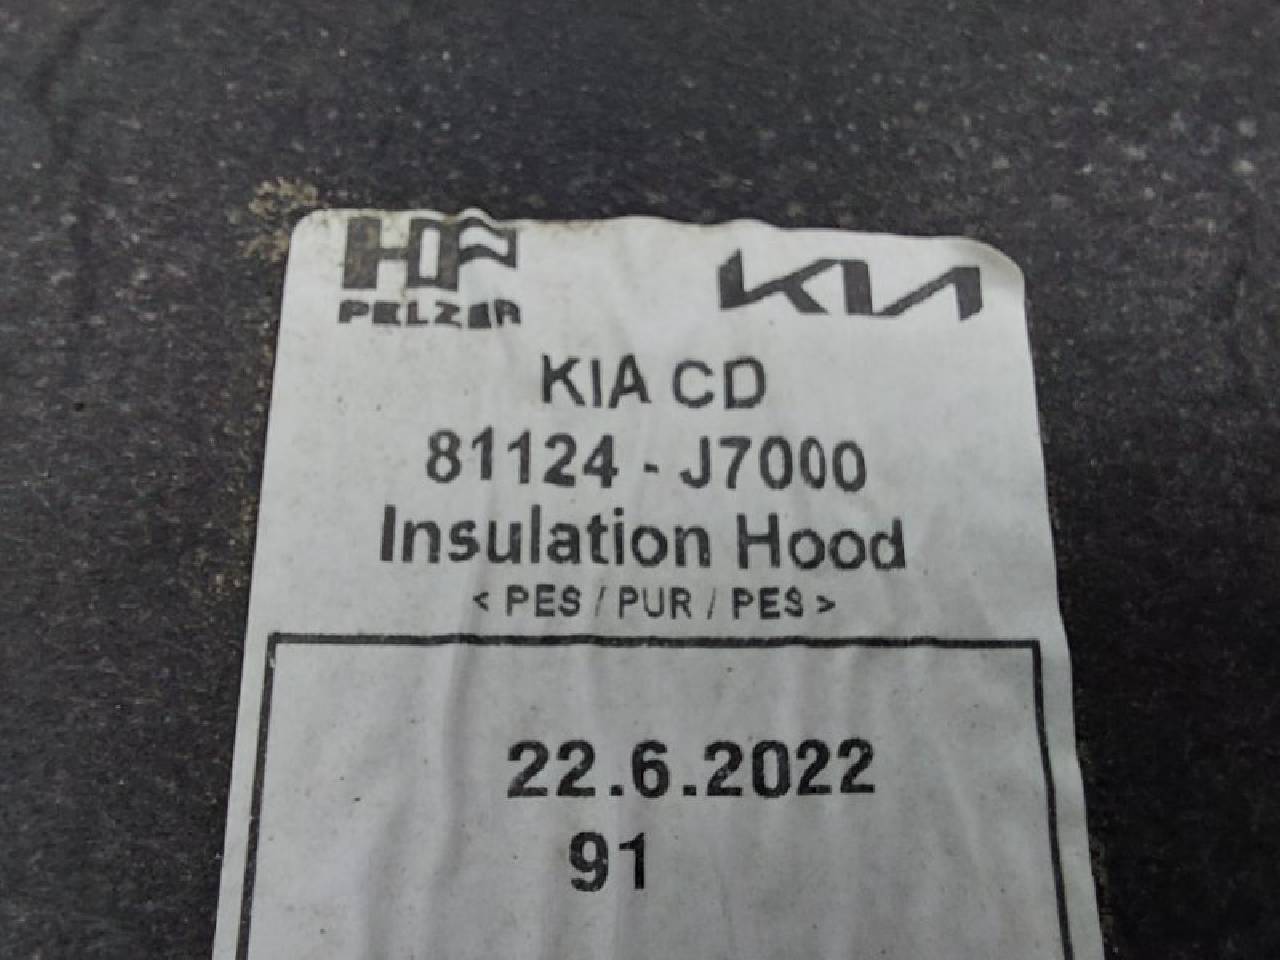 HP
PELZER
KIA
KIA CD
81124 - J7000
Insulation Hood
< PES / PUR / PES >
22.6.2022
91